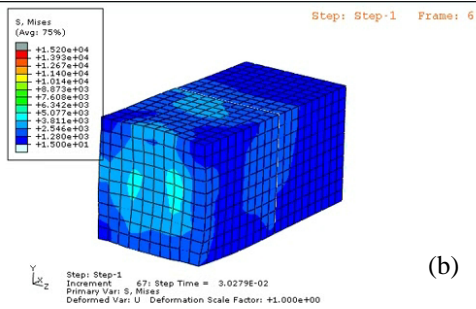 Step: Step-1 Frame: 6
S, Mises
(Avg: 75%)
+1.520e+04
+1.393e+04
+1.267e+04
+1.140e+04
+1.014e+04
+8.873e+03
+7.608e+03
+6.342e+03
+5.077e+03
+3.811e+03
+2.546e+03
+1.280e+03
+1.500e+01
(b)
Y
X
Z
Step: Step-1
Increment 67: Step Time = 3.0279E-02
Primary Var: S, Mises
Deformed Var: U Deformation Scale Factor: +1.000e+00